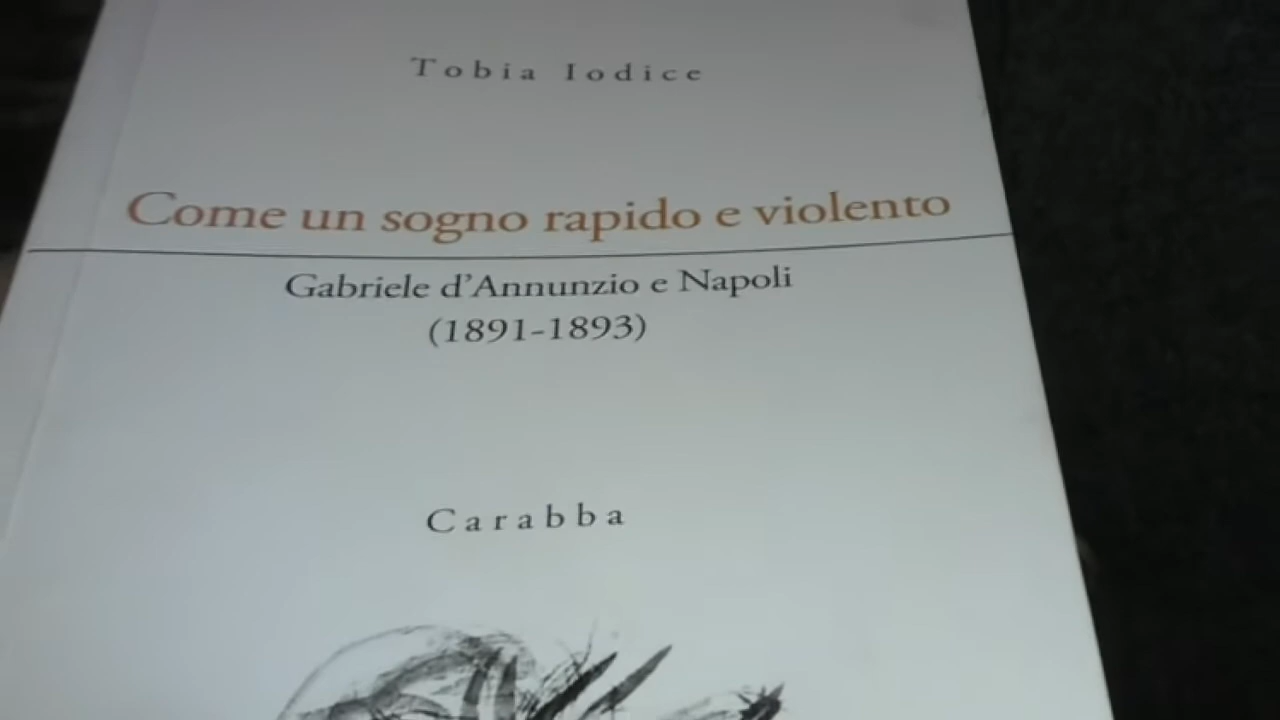 Tobia Iodice
Come un sogno rapido e violento
Gabriele d'Annunzio e Napoli
(1891-1893)
Carabba